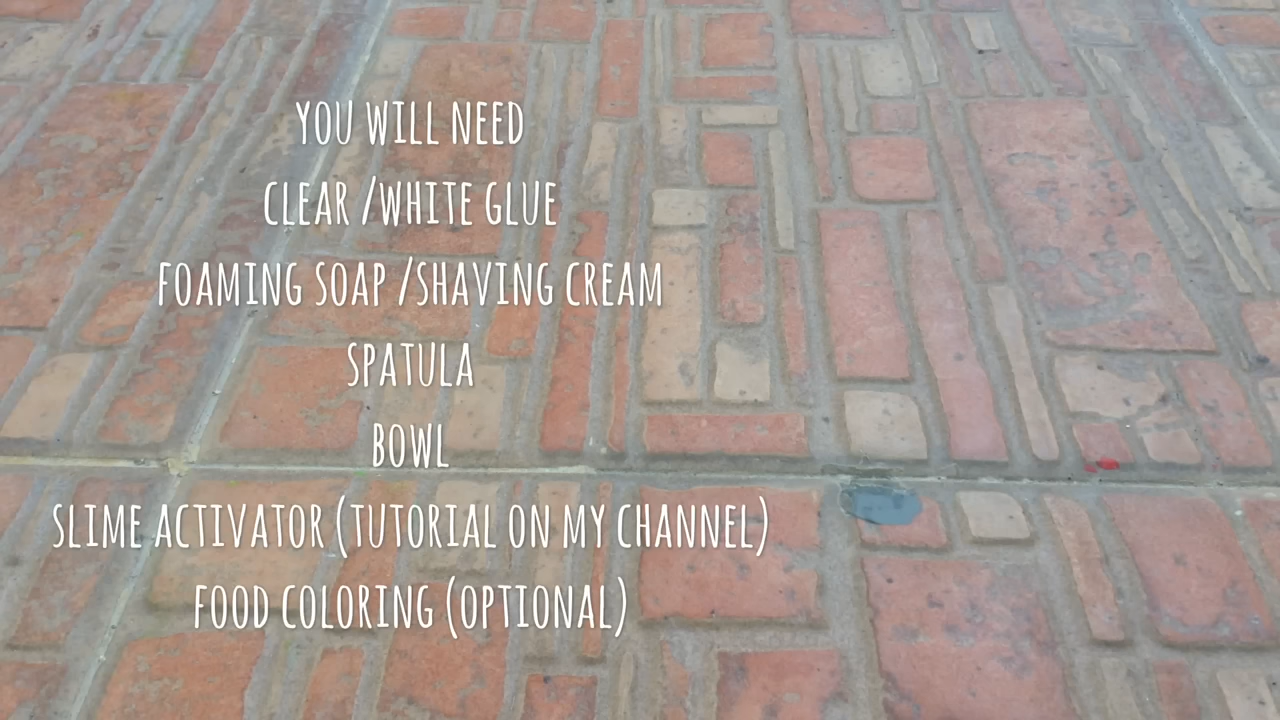 YOU WILL NEED
CLEAR /WHITE GLUE
FOAMING SOAP /SHAVING CREAM
SPATULA
BOWL
SLIME ACTIVATOR (TUTORIAL ON MY CHANNEL)
FOOD COLORING (OPTIONAL)